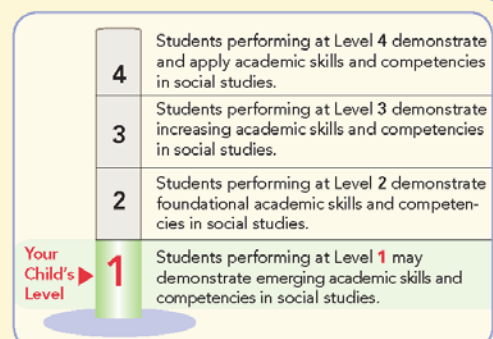 4
Students performing at Level 4 demonstrate
and apply academic skills and competencies
in social studies.
3
Students performing at Level 3 demonstrate
increasing academic skills and competencies
in social studies.
2
Students performing at Level 2 demonstrate
foundational academic skills and competen-
cies in social studies.
Your
Child's
Level
1
Students performing at Level 1 may
demonstrate emerging academic skills and
competencies in social studies.